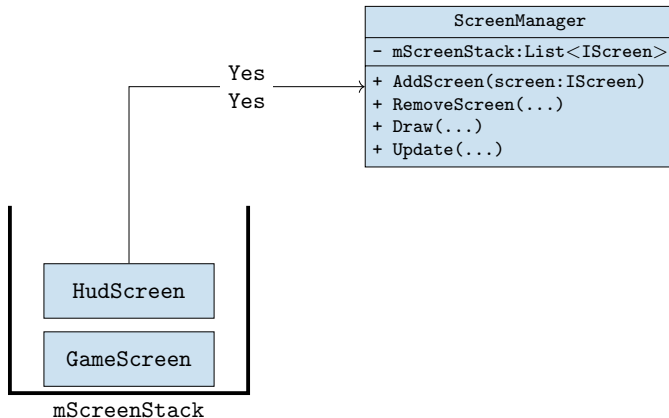 ScreenManager
- mScreenStack:List<IScreen>
+ AddScreen(screen:IScreen)
+ RemoveScreen(...)
+ Draw(...)
+ Update(...)
Yes
Yes
HudScreen
GameScreen
mScreenStack